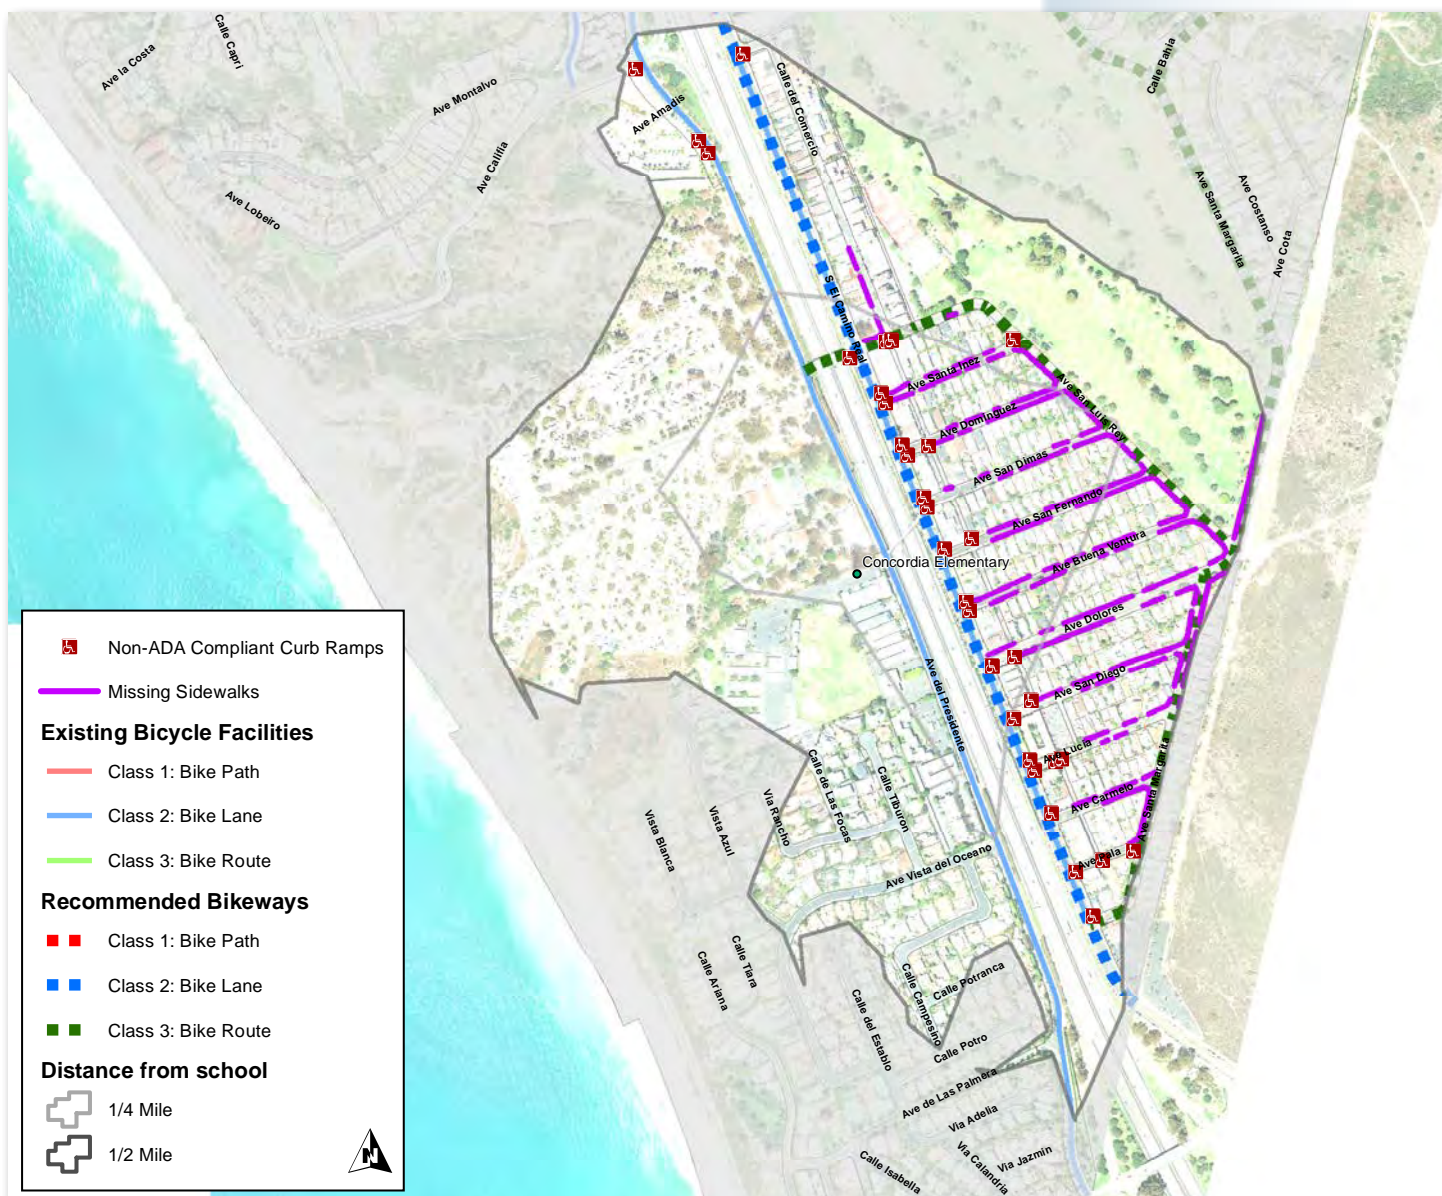 Calle Capri
Ave la Costa
Ave Montalvo
Ave Califia
Ave Lobeiro
Ave Amadis
Calle del Comercio
Calle Bahia
Ave Santa Margarita
Ave Costanso
Ave Cota
S. El Camino Real
Ave Santa Inez
Ave San Luis Rey
Ave Dominguez
Ave San Dimas
Ave San Fernando
Ave Buena Ventura
Concordia Elementary
Ave Dolores
Ave San Diego
Ave del Presidente
Ave Lucia
Ave Carmelo
Ave Santa Margarita
Ave Pala
Calle de Las Focas
Calle Tiburon
Via Rancho
Vista Azul
Vista Blanca
Ave Vista del Oceano
Calle Tiara
Calle Ariana
Calle Campesino
Calle Potranca
Calle del Establo
Calle Potro
Ave de Las Palmera
Via Adelia
Via Jazmin
Via Calandria
Calle Isabella
Non-ADA Compliant Curb Ramps
Missing Sidewalks
Existing Bicycle Facilities
Class 1: Bike Path
Class 2: Bike Lane
Class 3: Bike Route
Recommended Bikeways
Class 1: Bike Path
Class 2: Bike Lane
Class 3: Bike Route
Distance from school
1/4 Mile
1/2 Mile
N